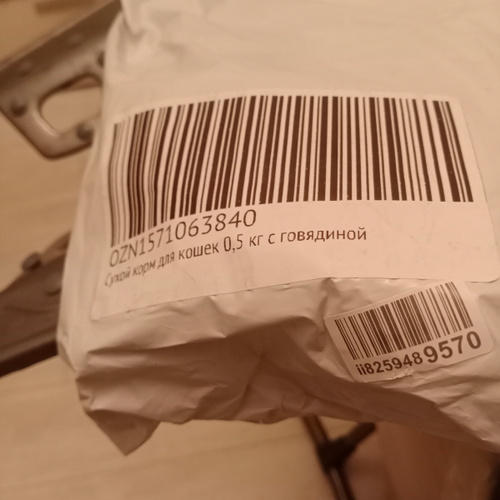 OZN1571063840
Сухой корм для кошек 0,5 кг с говядиной
ii8259489570